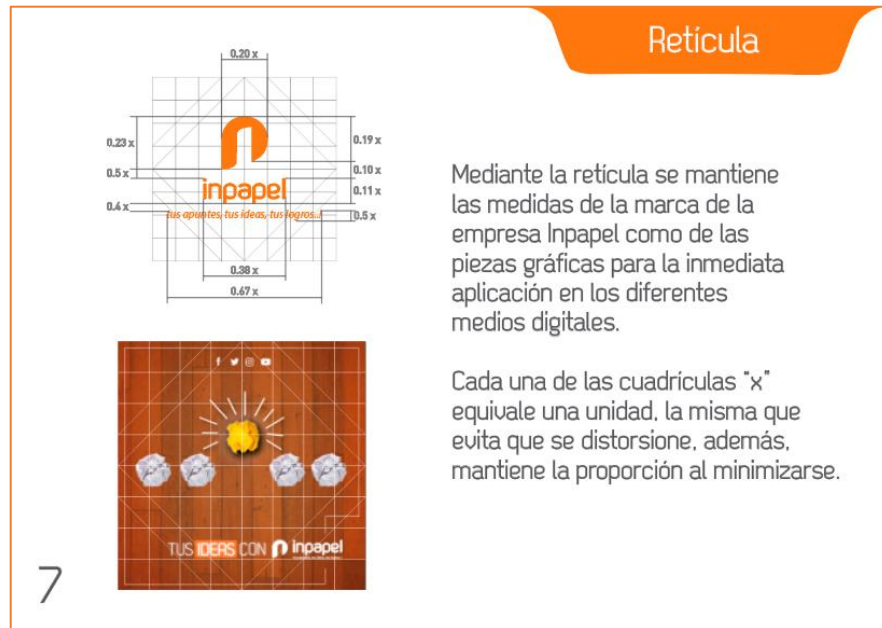 Retícula
0.20 x
0.23 x
0.19 x
0.10 x
0.5 x
0.11 x
0.4 x
0.5 x
inpapel
tus apuntes, tus ideas, tus logros...!
0.38 x
0.67 x
Mediante la retícula se mantiene
las medidas de la marca de la
empresa Inpapel como de las
piezas gráficas para la inmediata
aplicación en los diferentes
medios digitales.
Cada una de las cuadrículas "x"
equivale una unidad, la misma que
evita que se distorsione, además,
mantiene la proporción al minimizarse.
TUS IDEAS CON inpapel
7